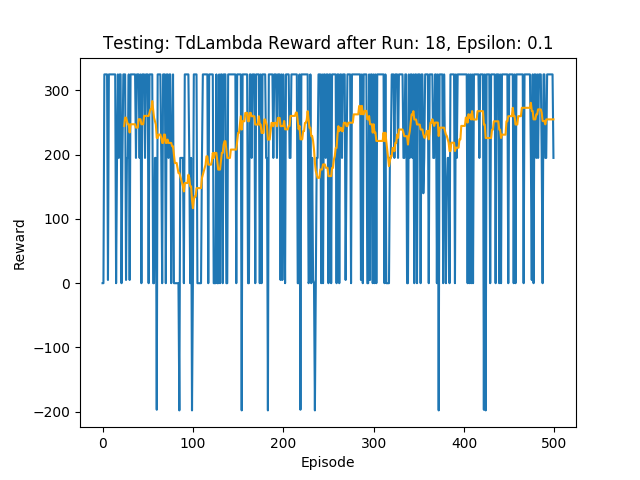 Testing: TdLambda Reward after Run: 18, Epsilon: 0.1
300
200
100
0
−100
−200
Reward
0 100 200 300 400 500
Episode